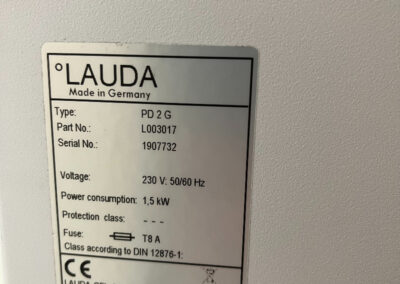 °LAUDA
Made in Germany
Type: PD 2 G
Part No.: L003017
Serial No.: 1907732
Voltage: 230 V; 50/60 Hz
Power consumption: 1,5 kW
Protection class: - - -
Fuse: T8 A
Class according to DIN 12876-1:
CE
LAUDA